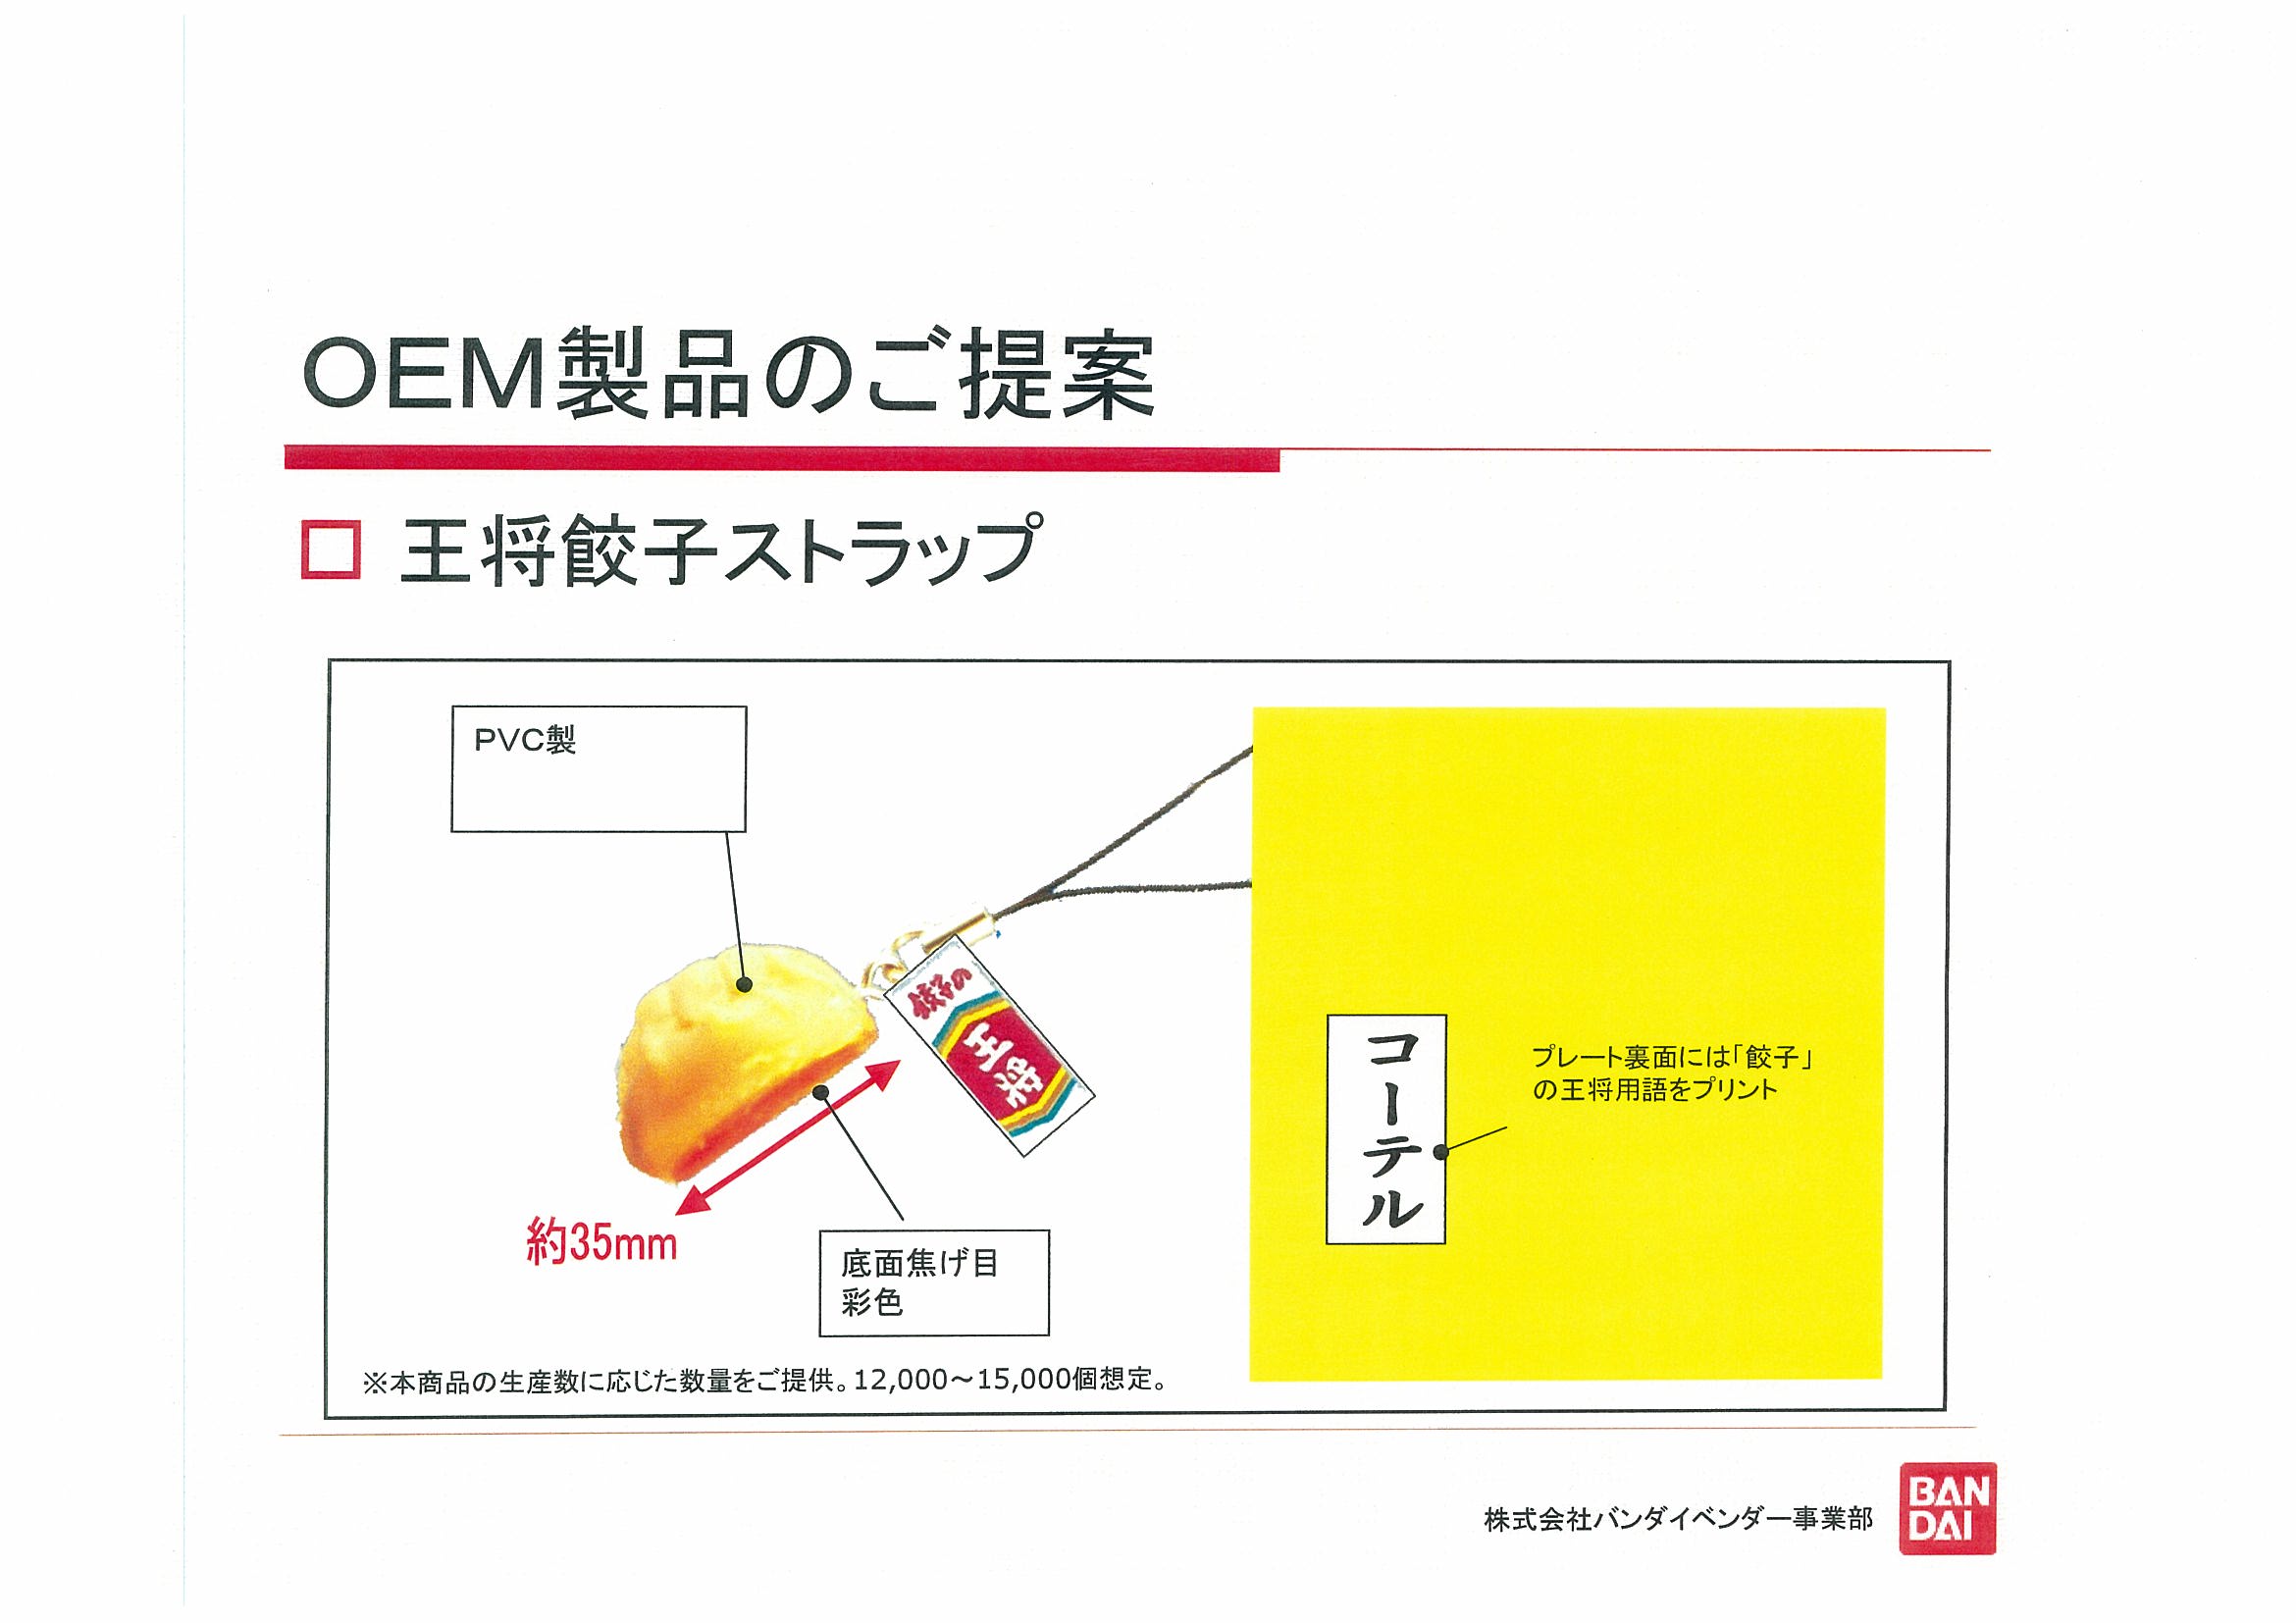 OEM製品のご提案
王将餃子ストラップ
PVC製
餃子の
王将
約35mm
底面焦げ目
彩色
コーテル
プレート裏面には「餃子」
の王将用語をプリント
※本商品の生産数に応じた数量をご提供。12,000～15,000個想定。
株式会社バンダイベンダー事業部
BAN
DAI